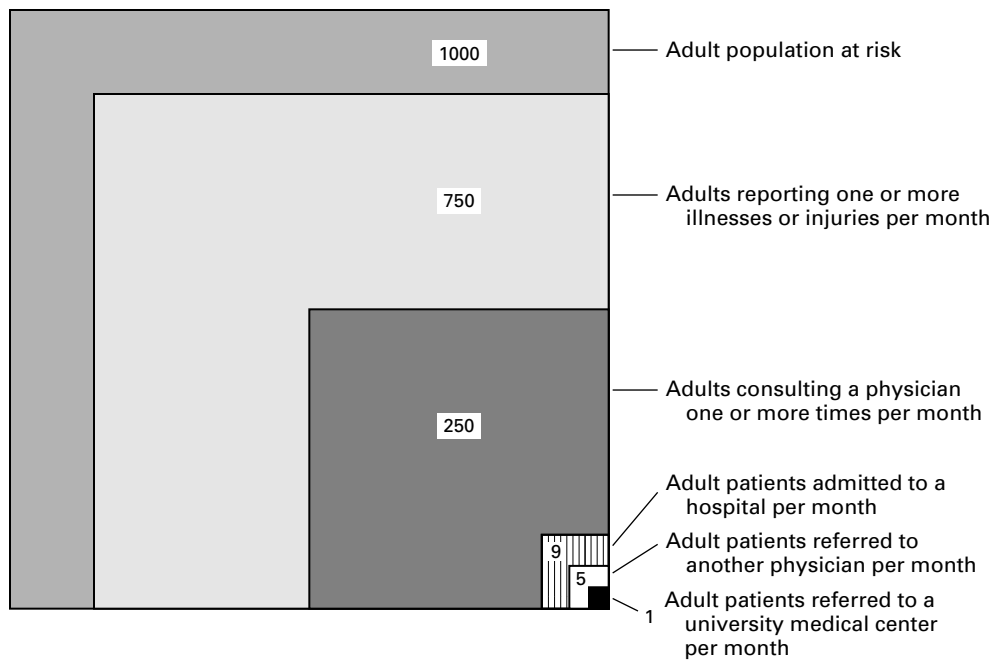 1000
Adult population at risk
750
Adults reporting one or more
illnesses or injuries per month
Adults consulting a physician
one or more times per month
250
Adult patients admitted to a
hospital per month
9
Adult patients referred to
another physician per month
5
1
Adult patients referred to a
university medical center
per month